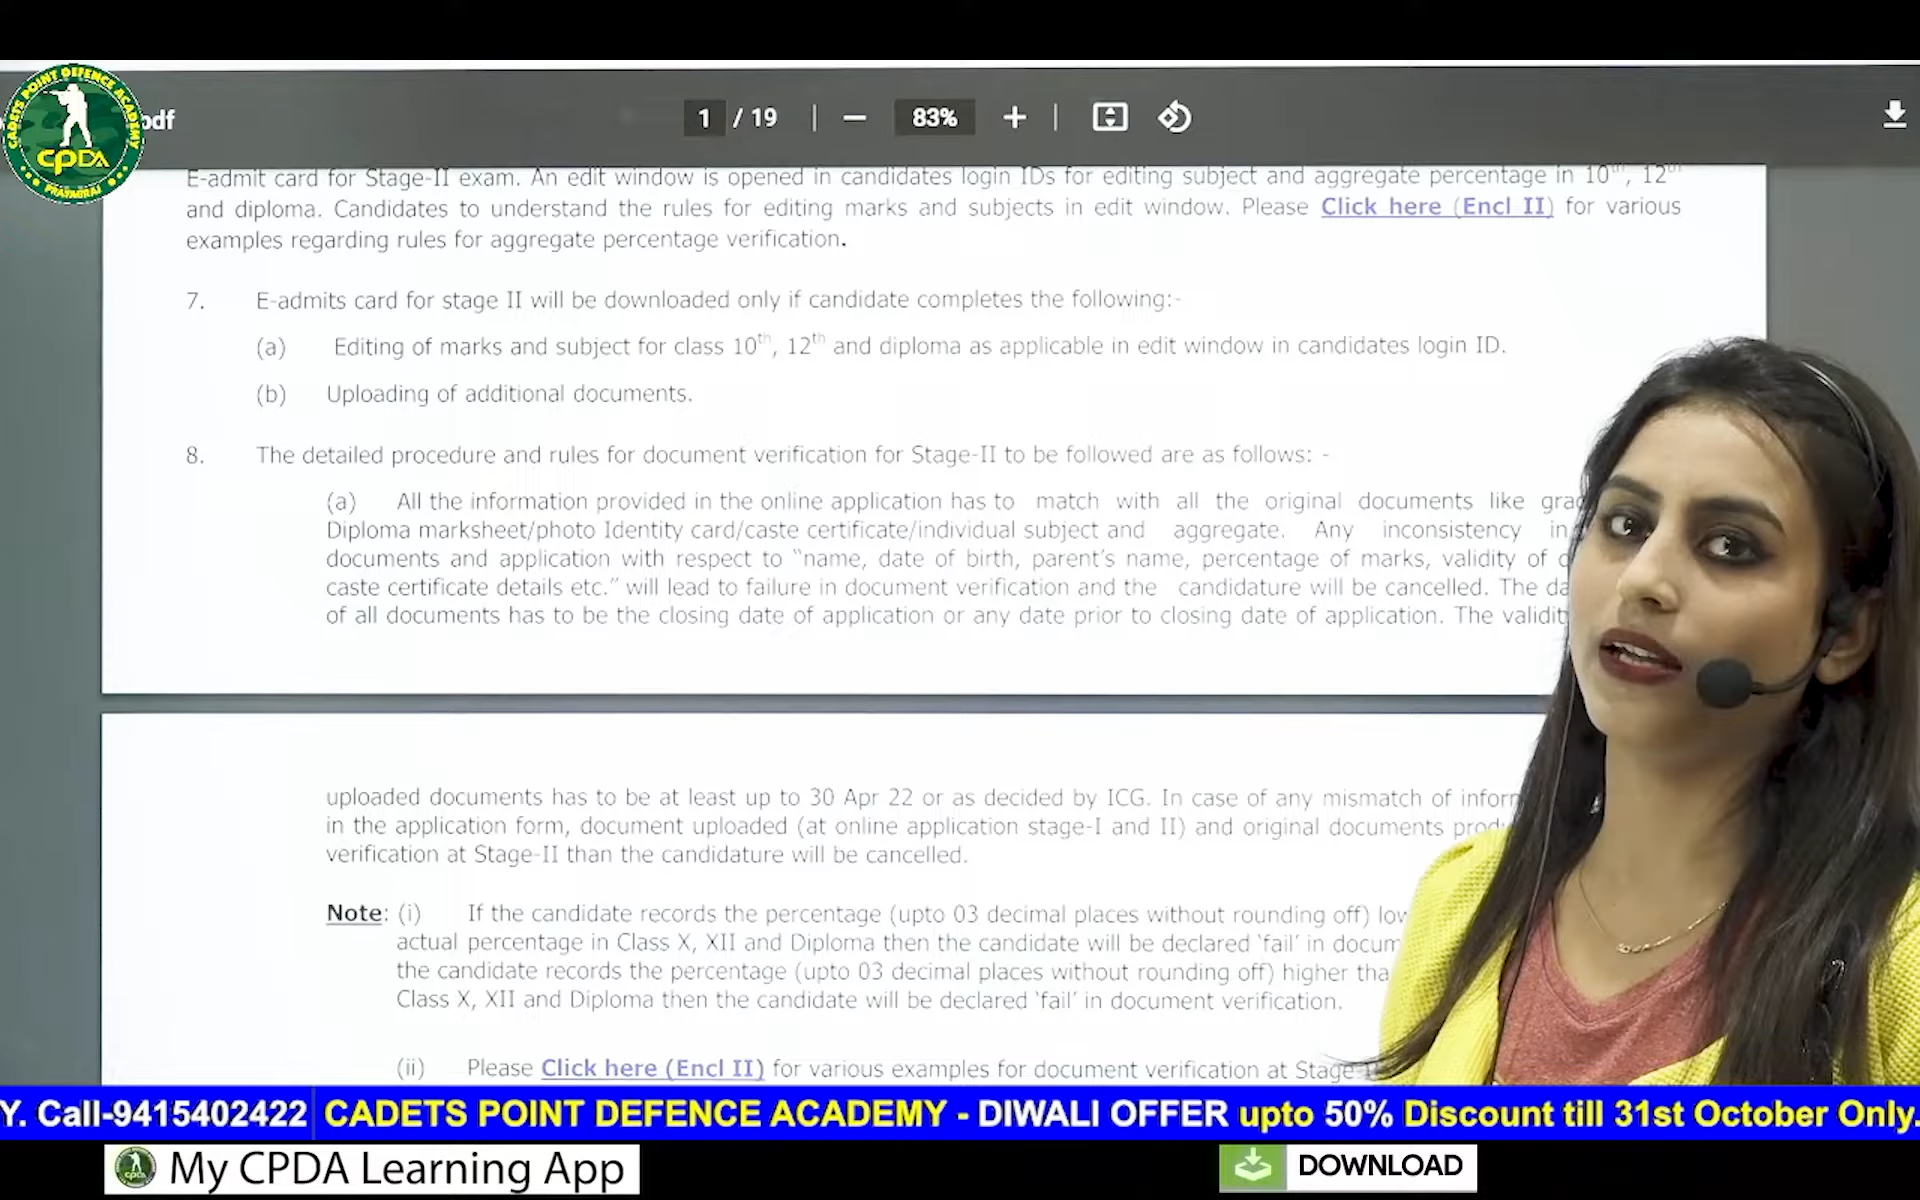 CADETS POINT DEFENCE ACADEMY
CPDA
PRAYAGRAJ
pdf
1 / 19
83%
E-admit card for Stage-II exam. An edit window is opened in candidates login IDs for editing subject and aggregate percentage in 10th, 12th
and diploma. Candidates to understand the rules for editing marks and subjects in edit window. Please Click here (Encl II) for various
examples regarding rules for aggregate percentage verification.
7. E-admits card for stage II will be downloaded only if candidate completes the following:-
(a) Editing of marks and subject for class 10th, 12th and diploma as applicable in edit window in candidates login ID.
(b) Uploading of additional documents.
8. The detailed procedure and rules for document verification for Stage-II to be followed are as follows: -
(a) All the information provided in the online application has to match with all the original documents like
Diploma marksheet/photo Identity card/caste certificate/individual subject and aggregate. Any inconsistency in
documents and application with respect to “name, date of birth, parent’s name, percentage of marks, validity of
caste certificate details etc.” will lead to failure in document verification and the candidature will be cancelled. The
of all documents has to be the closing date of application or any date prior to closing date of application. The
uploaded documents has to be at least up to 30 Apr 22 or as decided by ICG. In case of any mismatch of
in the application form, document uploaded (at online application stage-I and II) and original documents
verification at Stage-II than the candidature will be cancelled.
Note: (i) If the candidate records the percentage (upto 03 decimal places without rounding off)
actual percentage in Class X, XII and Diploma then the candidate will be declared ‘fail’ in
the candidate records the percentage (upto 03 decimal places without rounding off) higher
Class X, XII and Diploma then the candidate will be declared ‘fail’ in document verification.
(ii) Please Click here (Encl II) for various examples for document verification at
Y. Call-9415402422 CADETS POINT DEFENCE ACADEMY - DIWALI OFFER upto 50% Discount till 31st October Only.
My CPDA Learning App
DOWNLOAD